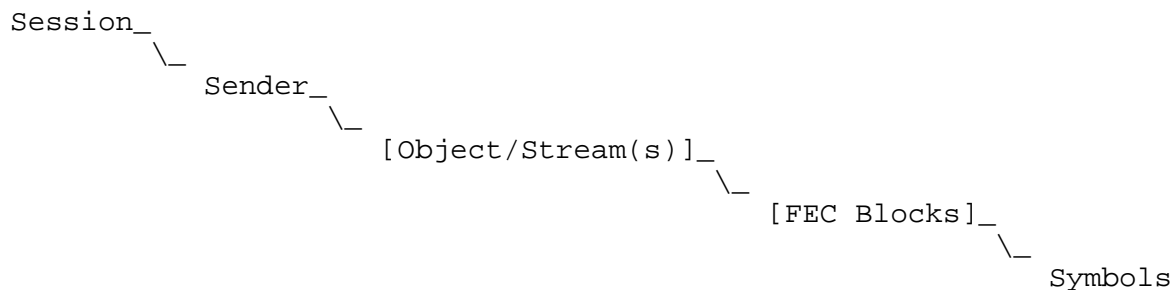 Session_
\_
Sender_
\_
[Object/Stream(s)]_
\_
[FEC Blocks]_
\_
Symbols